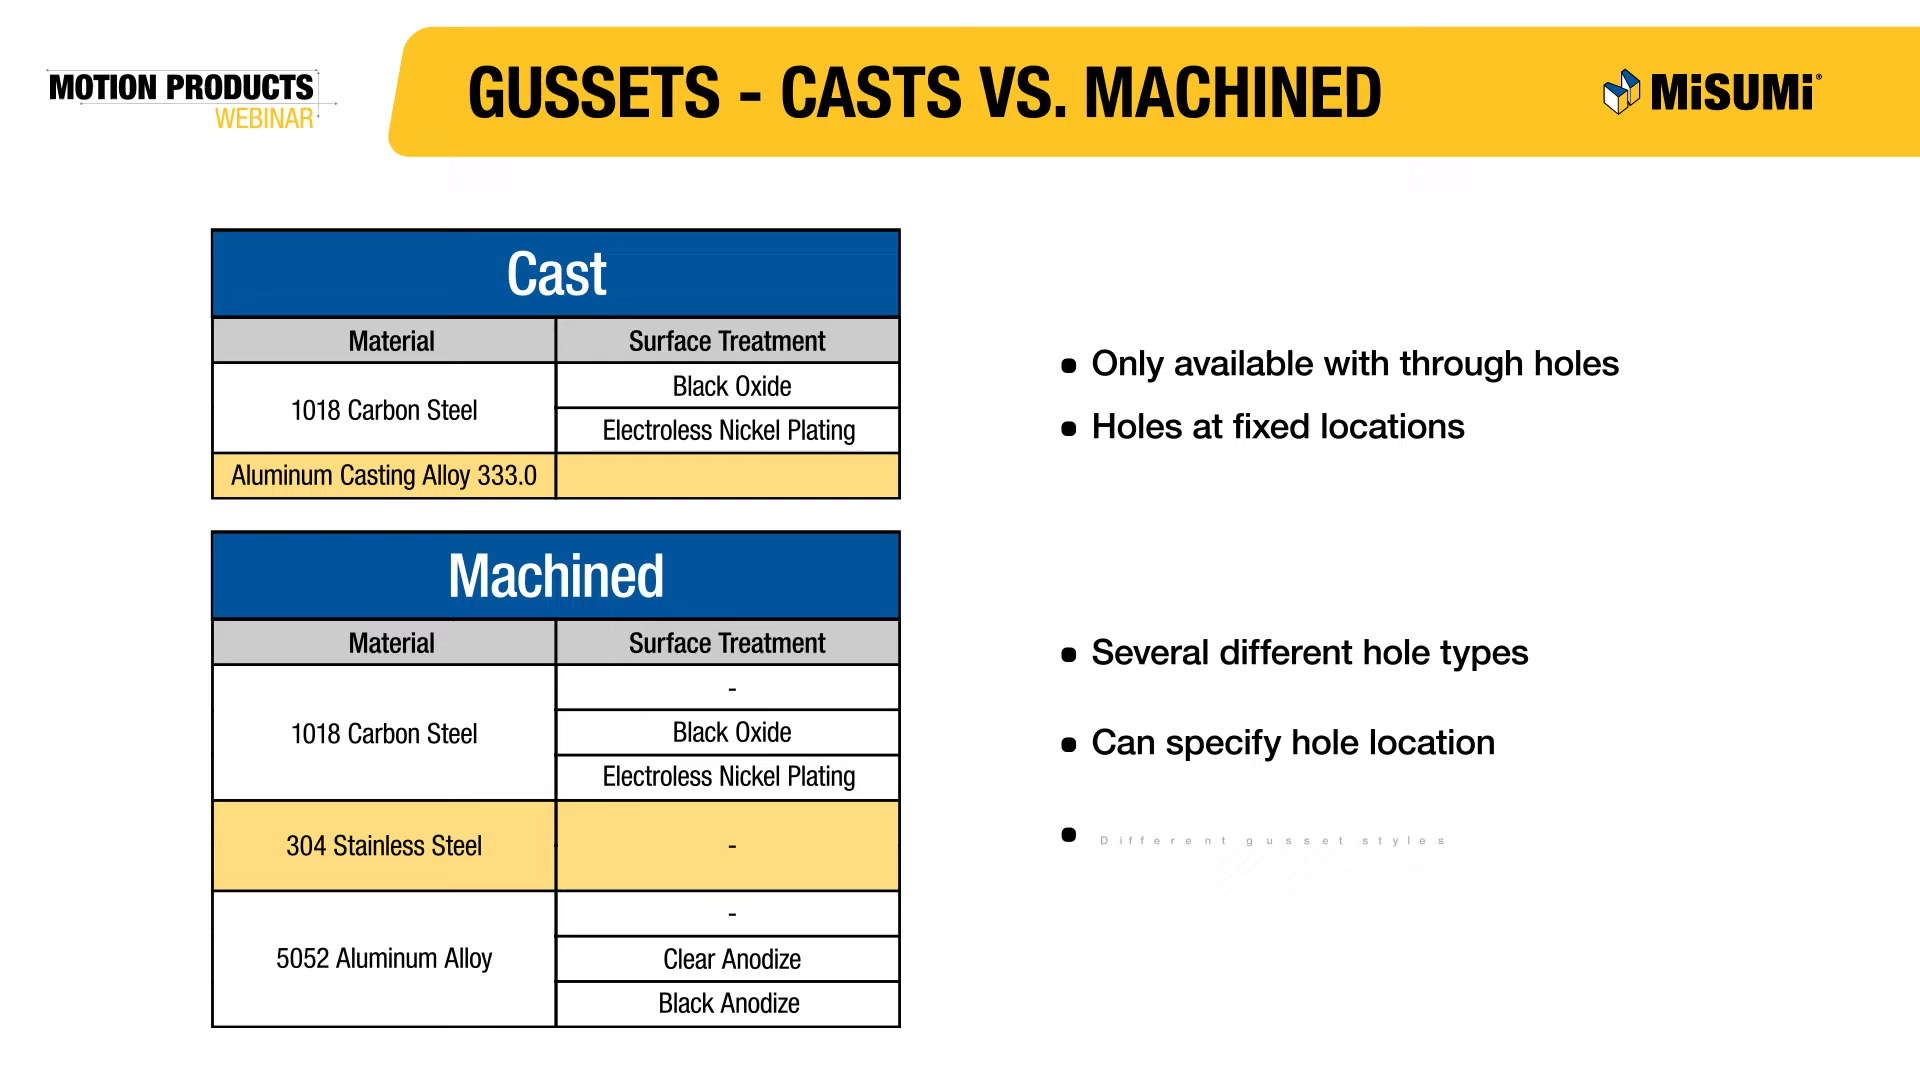 MOTION PRODUCTS
WEBINAR
GUSSETS - CASTS VS. MACHINED
MiSUMi®
Cast
Material Surface Treatment
1018 Carbon Steel
Black Oxide
Electroless Nickel Plating
Aluminum Casting Alloy 333.0
• Only available with through holes
• Holes at fixed locations
Machined
Material Surface Treatment
1018 Carbon Steel
-
Black Oxide
Electroless Nickel Plating
304 Stainless Steel -
5052 Aluminum Alloy
-
Clear Anodize
Black Anodize
• Several different hole types
• Can specify hole location
• Different gusset styles